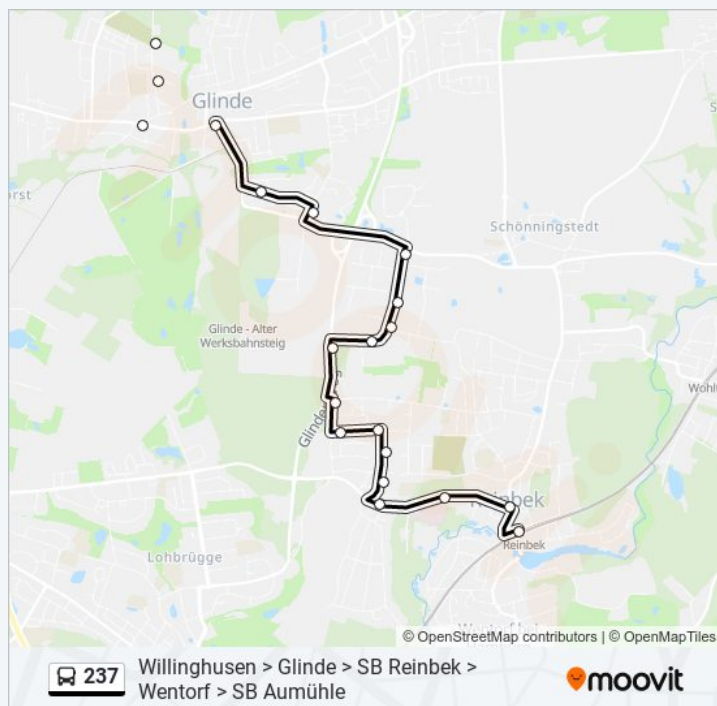 Glinde
S
orst
Schönningstedt
Glinde - Alter
Werksbahnsteig
Wohlt
Glinde
n
Reinbek
Reinbek
Lohbrügge
© OpenStreetMap contributors | © OpenMapTiles
237
Willinghusen > Glinde > SB Reinbek >
Wentorf > SB Aumühle
moovit